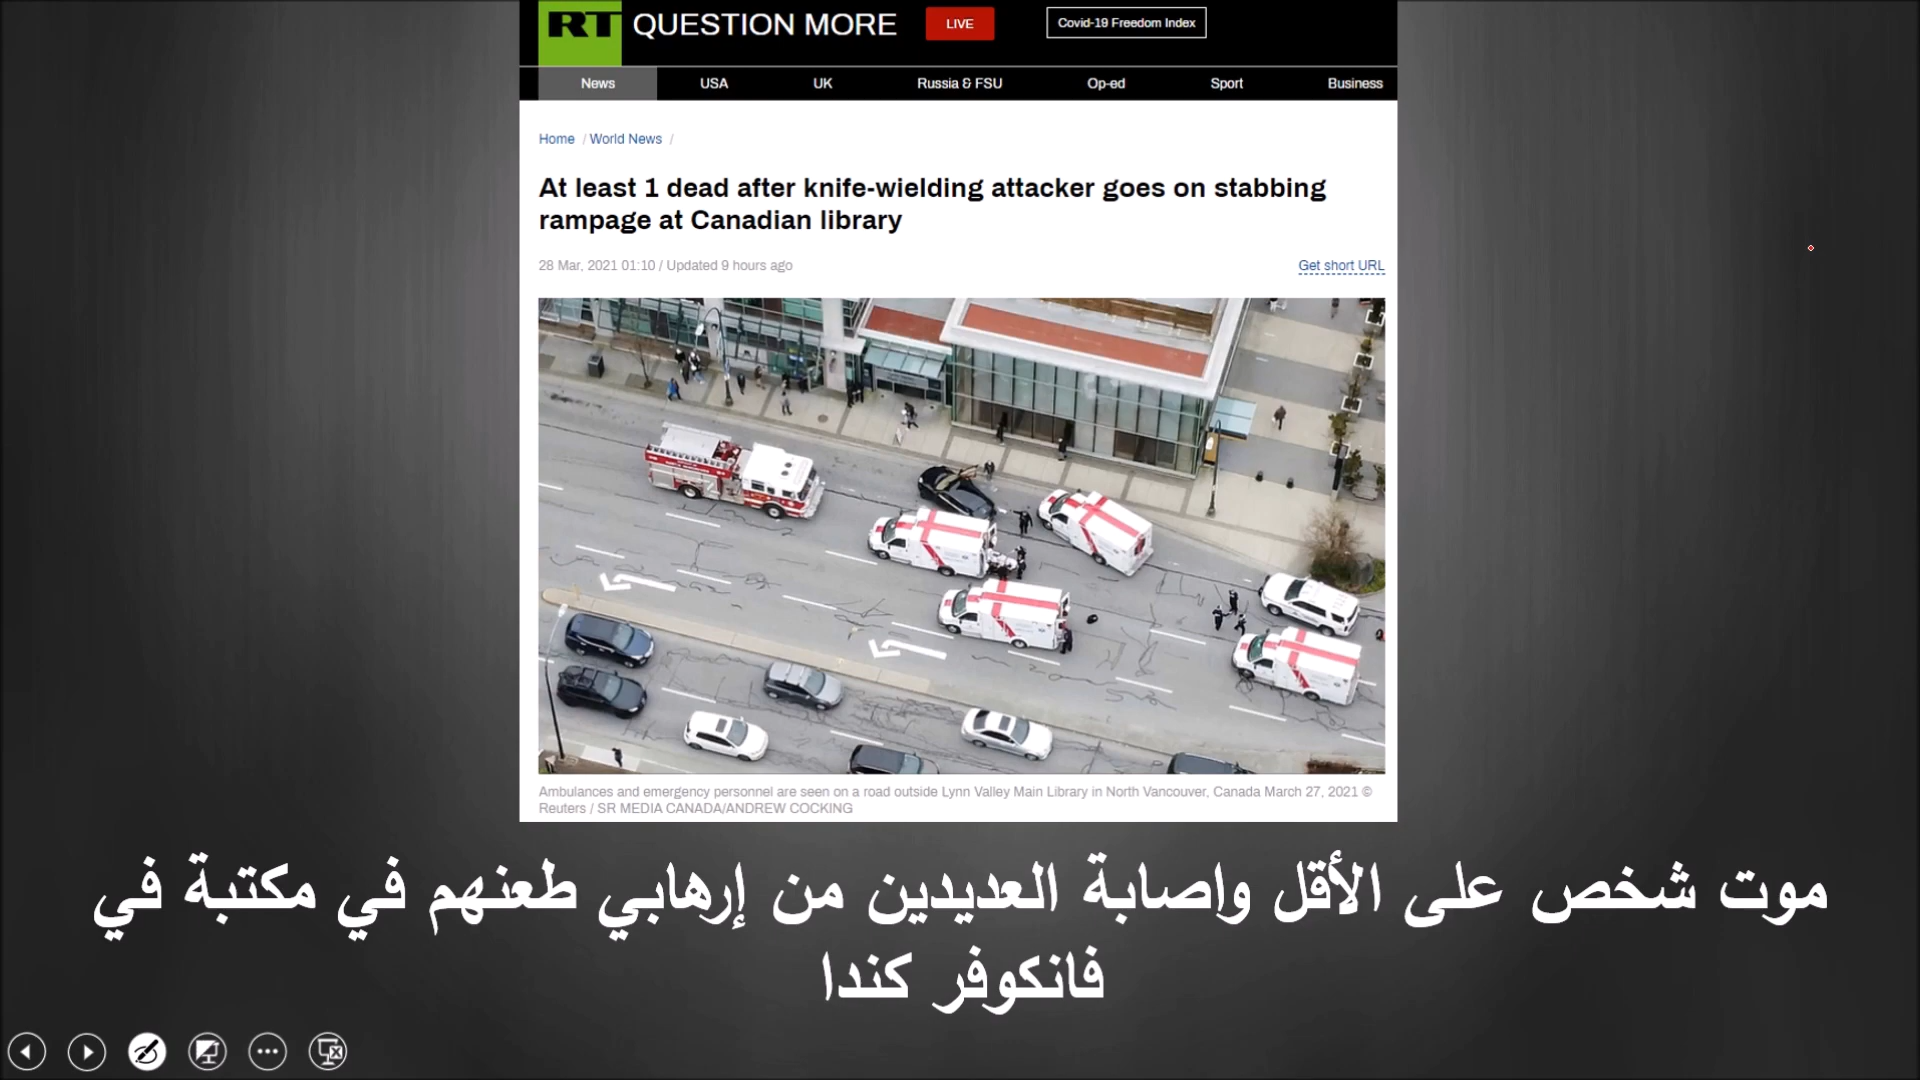 RT QUESTION MORE LIVE Covid-19 Freedom Index
News USA UK Russia & FSU Op-ed Sport Business
Home / World News /
At least 1 dead after knife-wielding attacker goes on stabbing
rampage at Canadian library
28 Mar, 2021 01:10 / Updated 9 hours ago Get short URL
Ambulances and emergency personnel are seen on a road outside Lynn Valley Main Library in North Vancouver, Canada March 27, 2021 ©
Reuters / SR MEDIA CANADA/ANDREW COCKING
موت شخص على الأقل واصابة العديدين من إرهابي طعنهم في مكتبة في
فانكوفر كندا